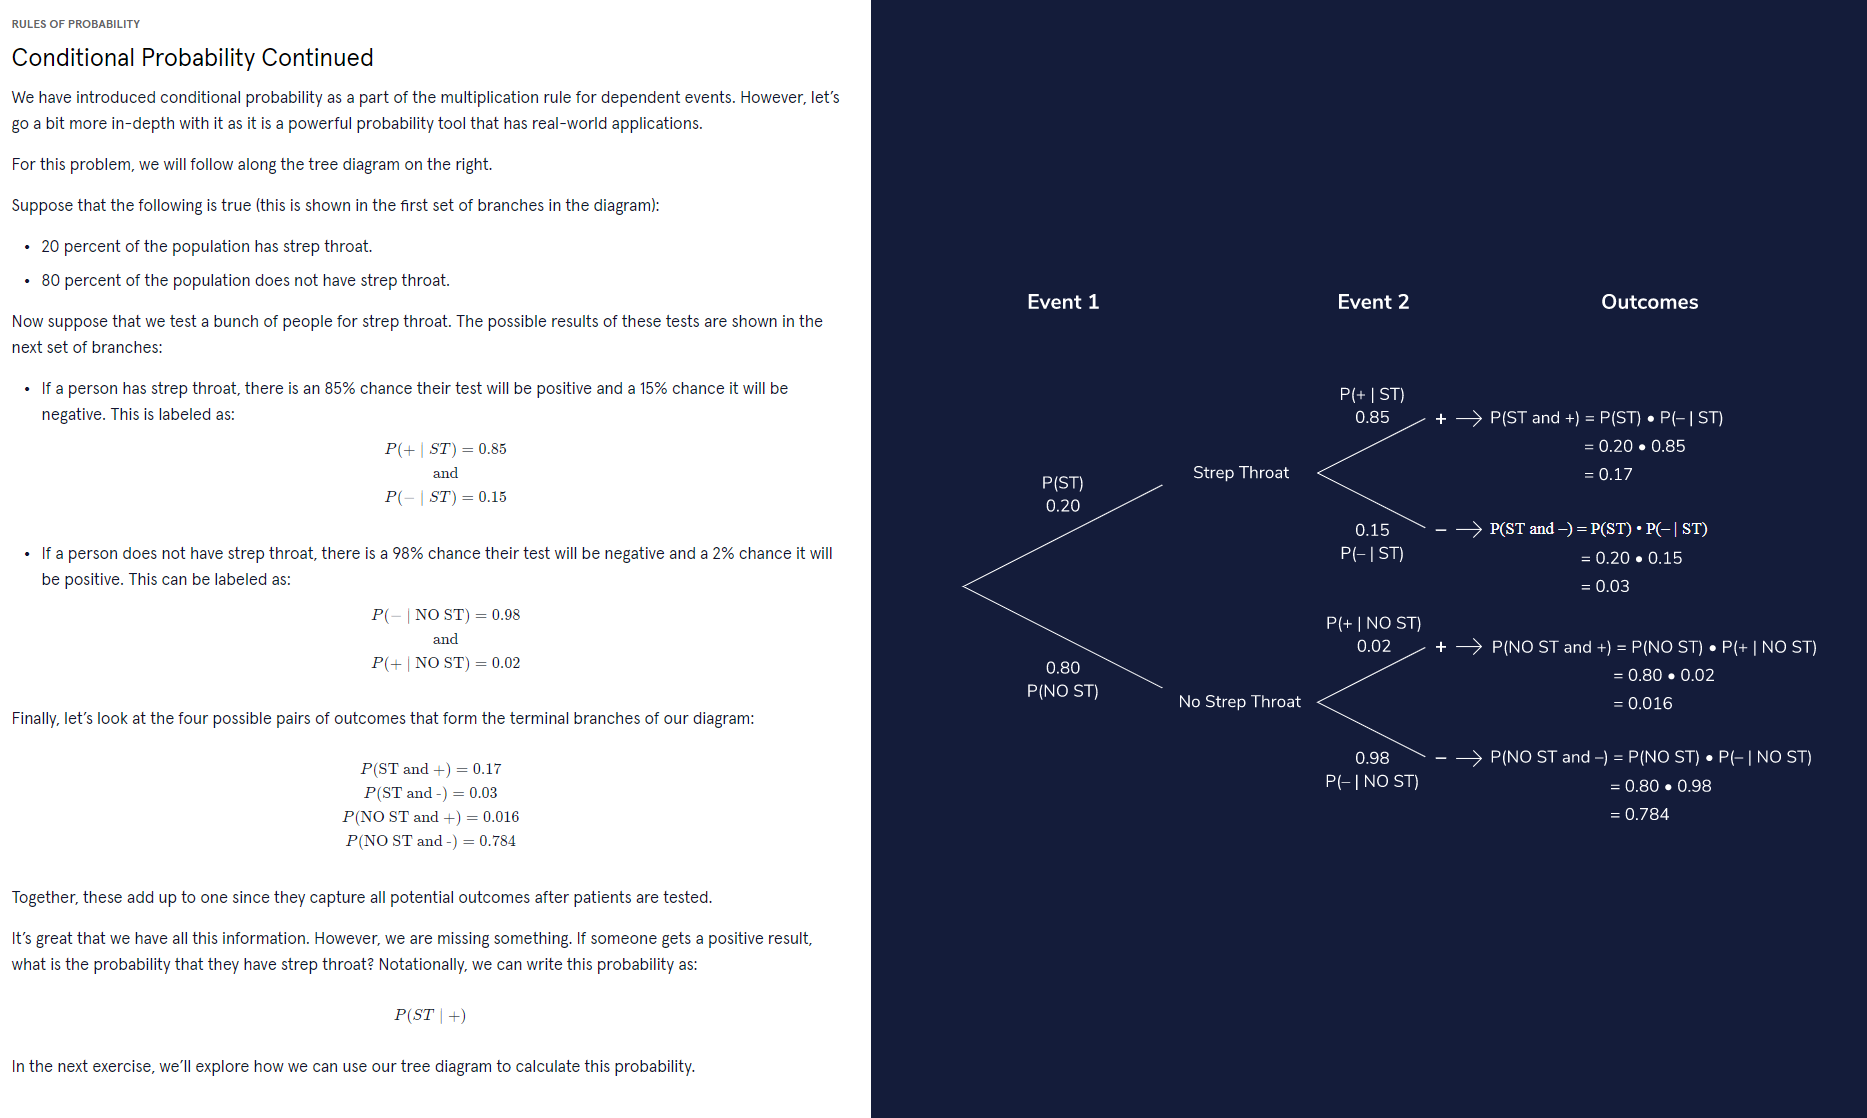 RULES OF PROBABILITY
Conditional Probability Continued
We have introduced conditional probability as a part of the multiplication rule for dependent events. However, let’s
go a bit more in-depth with it as it is a powerful probability tool that has real-world applications.
For this problem, we will follow along the tree diagram on the right.
Suppose that the following is true (this is shown in the first set of branches in the diagram):
• 20 percent of the population has strep throat.
• 80 percent of the population does not have strep throat.
Now suppose that we test a bunch of people for strep throat. The possible results of these tests are shown in the
next set of branches:
• If a person has strep throat, there is an 85% chance their test will be positive and a 15% chance it will be
negative. This is labeled as:
P(+ | ST) = 0.85
and
P(− | ST) = 0.15
• If a person does not have strep throat, there is a 98% chance their test will be negative and a 2% chance it will
be positive. This can be labeled as:
P(− | NO ST) = 0.98
and
P(+ | NO ST) = 0.02
Finally, let’s look at the four possible pairs of outcomes that form the terminal branches of our diagram:
P(ST and +) = 0.17
P(ST and -) = 0.03
P(NO ST and +) = 0.016
P(NO ST and -) = 0.784
Together, these add up to one since they capture all potential outcomes after patients are tested.
It’s great that we have all this information. However, we are missing something. If someone gets a positive result,
what is the probability that they have strep throat? Notationally, we can write this probability as:
P(ST | +)
In the next exercise, we’ll explore how we can use our tree diagram to calculate this probability.
Event 1
Event 2
Outcomes
P(ST)
0.20
0.80
P(NO ST)
Strep Throat
P(+ | ST)
0.85
+ → P(ST and +) = P(ST) • P(− | ST)
= 0.20 • 0.85
= 0.17
0.15
P(− | ST)
− → P(ST and −) = P(ST) • P(− | ST)
= 0.20 • 0.15
= 0.03
No Strep Throat
P(+ | NO ST)
0.02
+ → P(NO ST and +) = P(NO ST) • P(+ | NO ST)
= 0.80 • 0.02
= 0.016
0.98
P(− | NO ST)
− → P(NO ST and −) = P(NO ST) • P(− | NO ST)
= 0.80 • 0.98
= 0.784